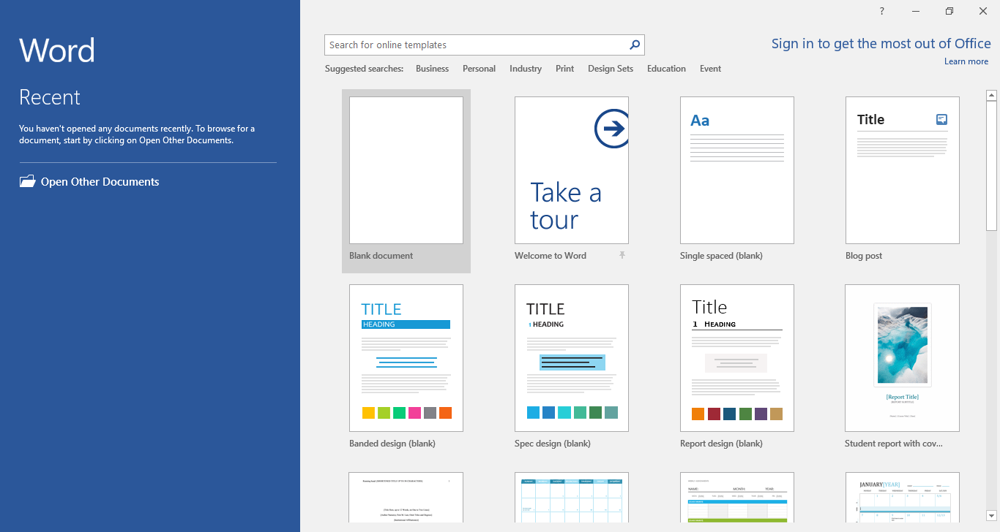 ?
Word
Search for online templates
Sign in to get the most out of Office
Learn more
Suggested searches: Business Personal Industry Print Design Sets Education Event
Recent
You haven't opened any documents recently. To browse for a
document, start by clicking on Open Other Documents.
Open Other Documents
Take a
tour
Aa
Title
Blank document
Welcome to Word
Single spaced (blank)
Blog post
TITLE
HEADING
TITLE
1 HEADING
Title
1 HEADING
[Report Title]
[REPORT SUBTITLE]
Banded design (blank)
Spec design (blank)
Report design (blank)
Student report with cov...
NAME:
MONTH:
YEAR:
JANUARY[YEAR]